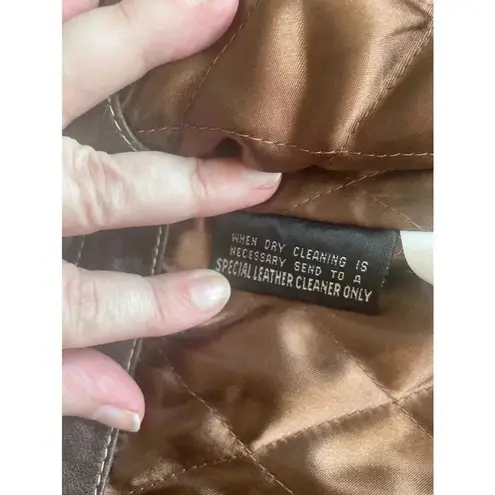 WHEN DRY CLEANING IS
NECESSARY SEND TO A
SPECIAL LEATHER CLEANER ONLY